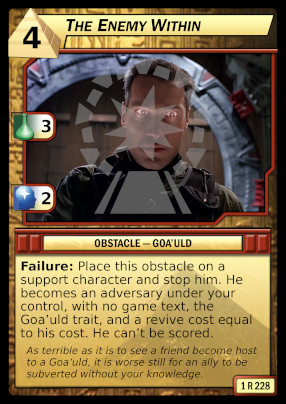 THE ENEMY WITHIN
4
3
2
OBSTACLE — GOA'ULD
Failure: Place this obstacle on a
support character and stop him. He
becomes an adversary under your
control, with no game text, the
Goa'uld trait, and a revive cost equal
to his cost. He can't be scored.
As terrible as it is to see a friend become host
to a Goa'uld, it is worse still for an ally to be
subverted without your knowledge.
1 R 228